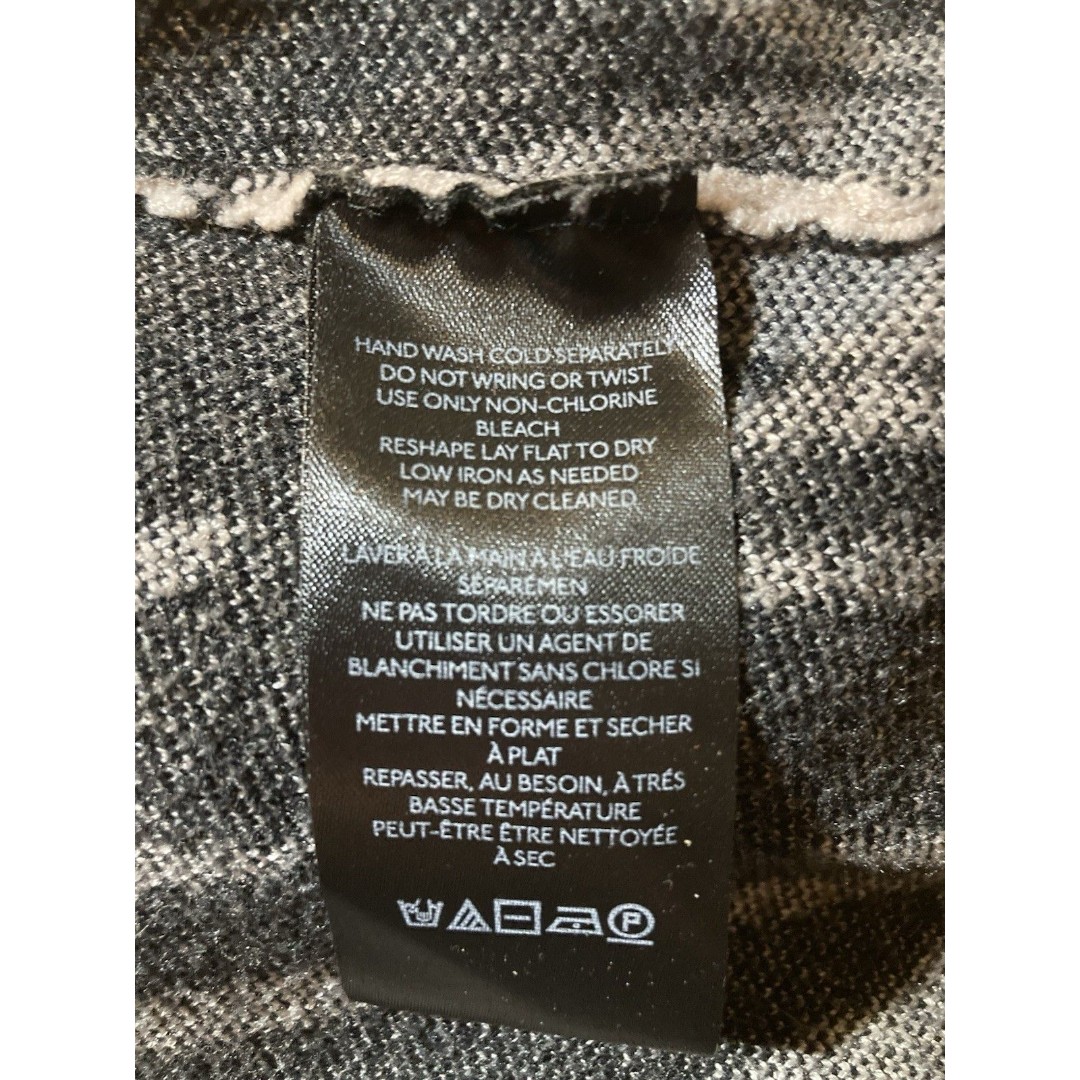 HAND WASH COLD SEPARATELY
DO NOT WRING OR TWIST
USE ONLY NON-CHLORINE
BLEACH
RESHAPE LAY FLAT TO DRY
LOW IRON AS NEEDED
MAY BE DRY CLEANED
LAVER À LA MAIN À L'EAU FROIDE
SÉPARÉMEN
NE PAS TORDRE OU ESSORER
UTILISER UN AGENT DE
BLANCHIMENT SANS CHLORE SI
NÉCESSAIRE
METTRE EN FORME ET SECHER
À PLAT
REPASSER, AU BESOIN, À TRÉS
BASSE TEMPÉRATURE
PEUT-ÊTRE ÊTRE NETTOYÉE
À SEC
P